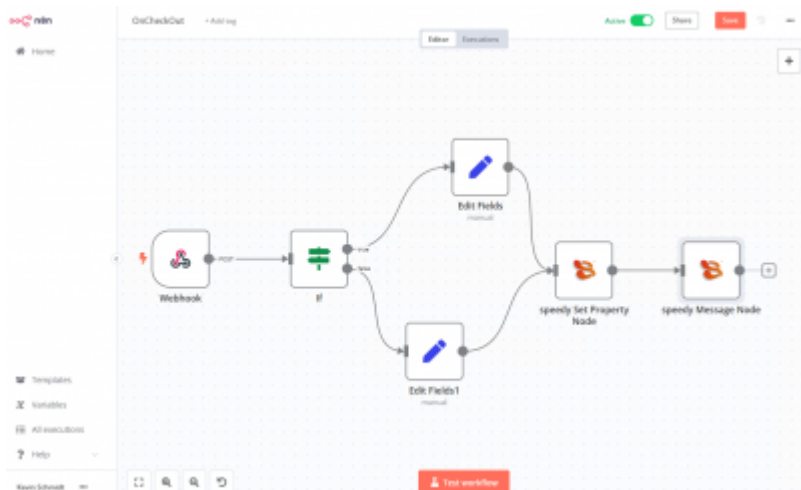 n8n
OnCheckOut
+ Add tag
Active
Share
Save
Home
Editor
Executions
Edit Fields
manual
POST
true
false
Webhook
If
speedy Set Property
Node
speedy Message Node
Edit Fields1
manual
Templates
Variables
All executions
Help
Test workflow
Kevin Schmidt